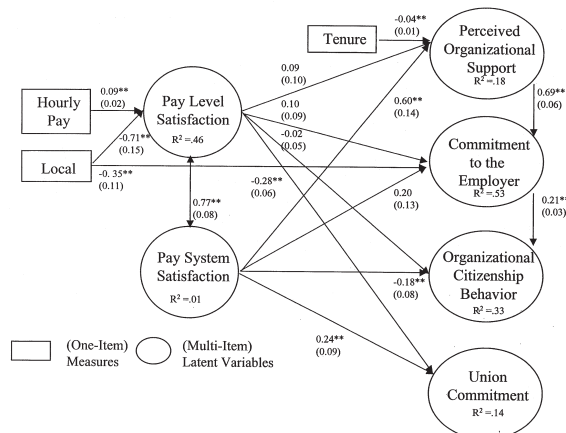 -0.04**
(0.01)
Tenure
Perceived
Organizational
Support
R²=.18
0.09
(0.10)
0.69**
(0.06)
0.09**
(0.02)
Hourly
Pay
Pay Level
Satisfaction
R²=.46
0.10
(0.09)
0.60**
(0.14)
-0.02
(0.05)
-0.71**
(0.15)
Commitment
to the
Employer
R²=.53
Local
-0.35**
(0.11)
-0.28**
(0.06)
0.77**
(0.08)
0.20
(0.13)
0.21*
(0.03)
Pay System
Satisfaction
R²=.01
Organizational
Citizenship
Behavior
R²=.33
-0.18**
(0.08)
0.24**
(0.09)
(One-Item)
Measures
(Multi-Item)
Latent Variables
Union
Commitment
R²=.14